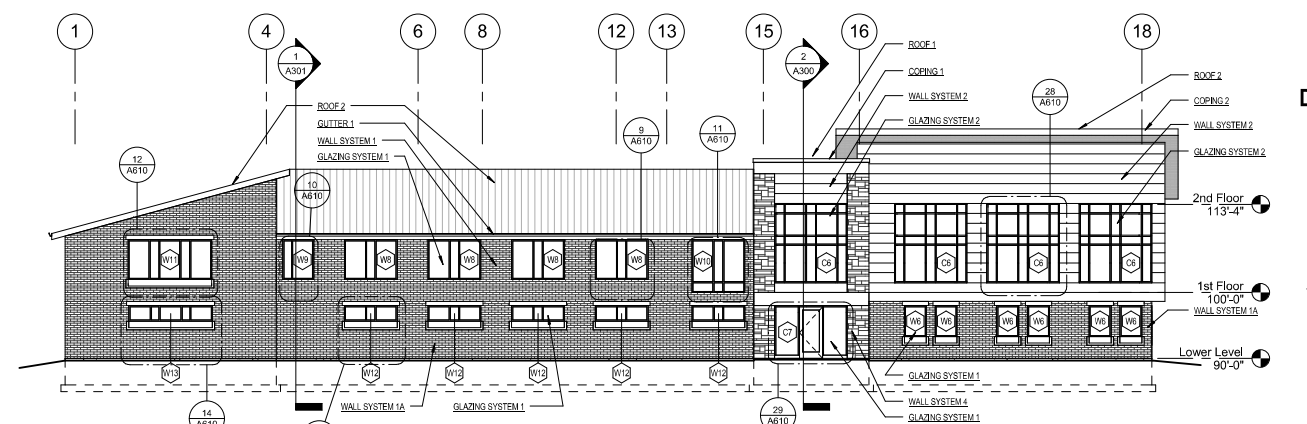 1
4
6
8
12
13
15
16
18
1
A301
2
A300
ROOF 1
COPING 1
WALL SYSTEM 2
GLAZING SYSTEM 2
ROOF 2
COPING 2
WALL SYSTEM 2
GLAZING SYSTEM 2
28
A610
ROOF 2
GUTTER 1
WALL SYSTEM 1
GLAZING SYSTEM 1
9
A610
11
A610
12
A610
10
A610
2nd Floor
113'-4"
W11
W9
W8
W8
W8
W8
W10
C6
C6
C6
C6
1st Floor
100'-0"
WALL SYSTEM 1A
C7
W6
W6
W6
W6
W6
W6
Lower Level
90'-0"
W13
W12
W12
W12
W12
W12
GLAZING SYSTEM 1
WALL SYSTEM 4
GLAZING SYSTEM 1
WALL SYSTEM 1A
GLAZING SYSTEM 1
14
A610
29
A610